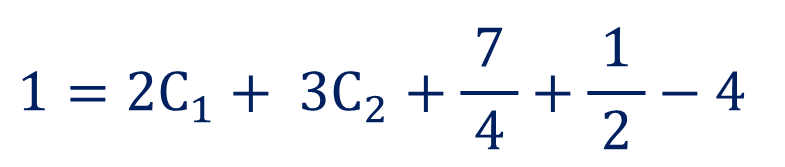 1 = 2C₁ + 3C₂ + 7/4 + 1/2 − 4